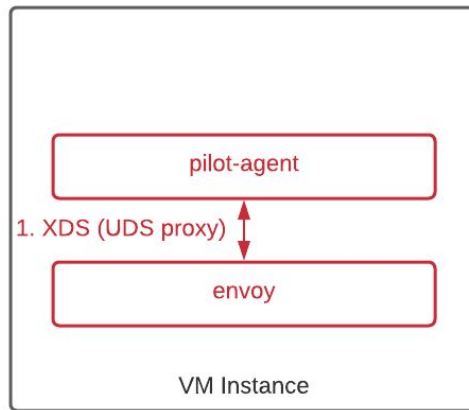 pilot-agent
1. XDS (UDS proxy)
envoy
VM Instance